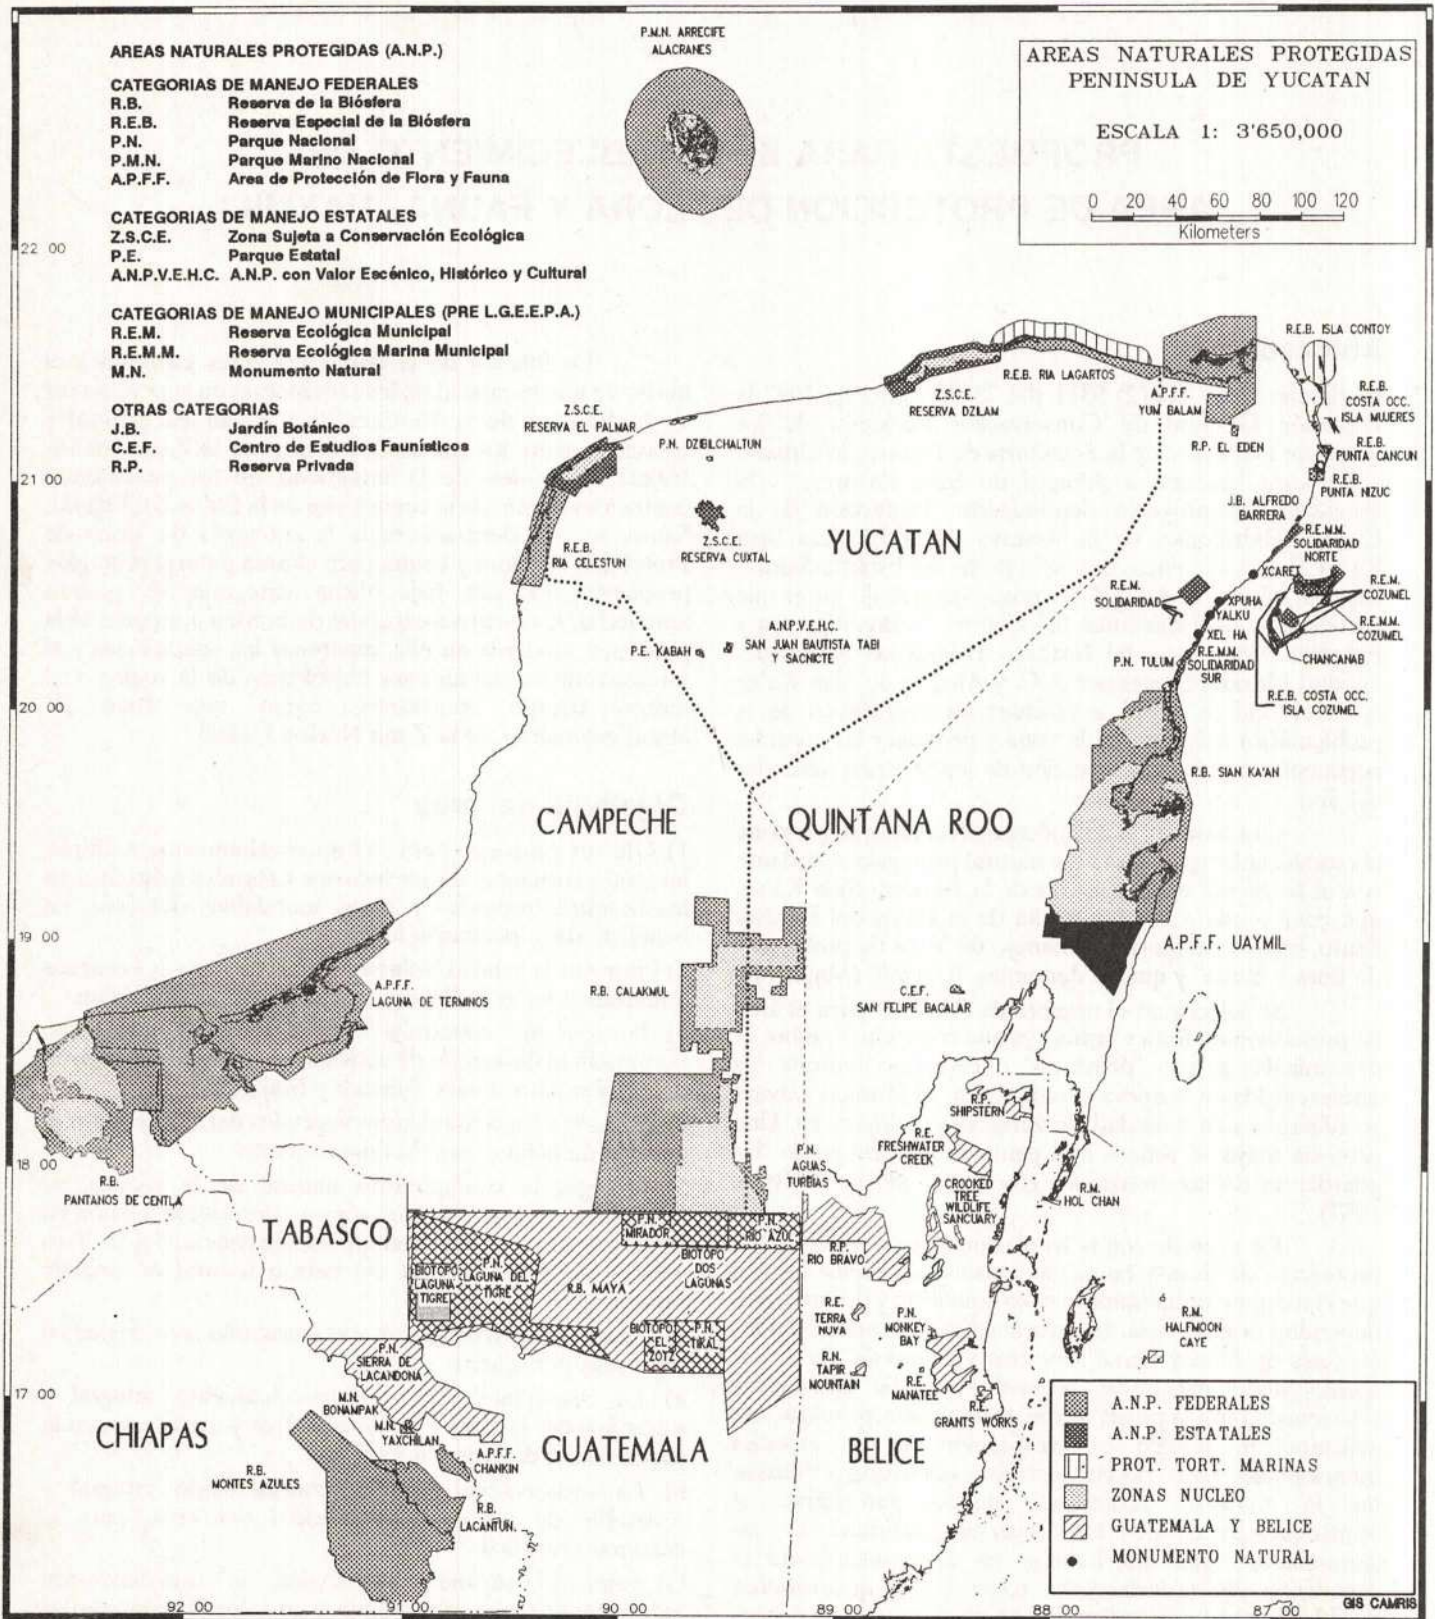 P.M.N. ARRECIFE
ALACRANES
AREAS NATURALES PROTEGIDAS (A.N.P.)
CATEGORIAS DE MANEJO FEDERALES
R.B. Reserva de la Biósfera
R.E.B. Reserva Especial de la Biósfera
P.N. Parque Nacional
P.M.N. Parque Marino Nacional
A.P.F.F. Area de Protección de Flora y Fauna
CATEGORIAS DE MANEJO ESTATALES
Z.S.C.E. Zona Sujeta a Conservación Ecológica
P.E. Parque Estatal
A.N.P.V.E.H.C. A.N.P. con Valor Escénico, Histórico y Cultural
CATEGORIAS DE MANEJO MUNICIPALES (PRE L.G.E.E.P.A.)
R.E.M. Reserva Ecológica Municipal
R.E.M.M. Reserva Ecológica Marina Municipal
M.N. Monumento Natural
OTRAS CATEGORIAS
J.B. Jardín Botánico
C.E.F. Centro de Estudios Faunísticos
R.P. Reserva Privada
AREAS NATURALES PROTEGIDAS
PENINSULA DE YUCATAN
ESCALA 1: 3'650,000
0 20 40 60 80 100 120
Kilometers
22 00
21 00
20 00
19 00
18 00
17 00
R.E.B. ISLA CONTOY
R.E.B.
COSTA OCC.
ISLA MUJERES
R.E.B.
PUNTA CANCUN
R.E.B.
PUNTA NIZUC
R.E.B. RIA LAGARTOS
A.P.F.F.
YUM BALAM
R.P. EL EDEN
Z.S.C.E.
RESERVA DZILAM
Z.S.C.E.
RESERVA EL PALMAR
P.N. DZIBILCHALTUN
Z.S.C.E.
RESERVA CUXTAL
R.E.B.
RIA CELESTUN
YUCATAN
J.B. ALFREDO
BARRERA
R.E.M.M.
SOLIDARIDAD
NORTE
XCARET
R.E.M.
SOLIDARIDAD
XPUHA
YALKU
XEL HA
R.E.M.
COZUMEL
R.E.M.M.
COZUMEL
CHANCANAB
P.N. TULUM
R.E.M.M.
SOLIDARIDAD
SUR
R.E.B. COSTA OCC.
ISLA COZUMEL
A.N.P.V.E.H.C.
SAN JUAN BAUTISTA TABI
Y SACNICTE
P.E. KABAH
R.B. SIAN KA'AN
CAMPECHE
QUINTANA ROO
A.P.F.F. UAYMIL
A.P.F.F.
LAGUNA DE TERMINOS
R.B. CALAKMUL
C.E.F.
SAN FELIPE BACALAR
R.B.
PANTANOS DE CENTLA
R.P.
SHIPSTERN
R.E.
FRESHWATER
CREEK
CROOKED
TREE
WILDLIFE
SANCUARY
P.N.
AGUAS
TURBIAS
R.M.
HOL CHAN
TABASCO
P.N.
MIRADOR
P.N.
RIO AZUL
BIOTOPO
DOS
LAGUNAS
R.P.
RIO BRAVO
BIOTOPO
LAGUNA
TIGRE
P.N.
LAGUNA DEL
TIGRE
R.B. MAYA
BIOTOPO
EL
ZOTZ
P.N.
TIKAL
R.E.
TERRA
NUVA
P.N.
MONKEY
BAY
R.N.
TAPIR
MOUNTAIN
R.E.
MANATEE
R.E.
GRANTS WORKS
R.M.
HALFMOON
CAYE
P.N.
SIERRA DE
LACANDONA
M.N.
BONAMPAK
M.N.
YAXCHILAN
A.P.F.F.
CHANKIN
CHIAPAS
GUATEMALA
BELICE
R.B.
MONTES AZULES
R.B.
LACANTUN.
A.N.P. FEDERALES
A.N.P. ESTATALES
PROT. TORT. MARINAS
ZONAS NUCLEO
GUATEMALA Y BELICE
MONUMENTO NATURAL
92 00
91 00
90 00
89 00
88 00
87 00
GIS CAMRIS